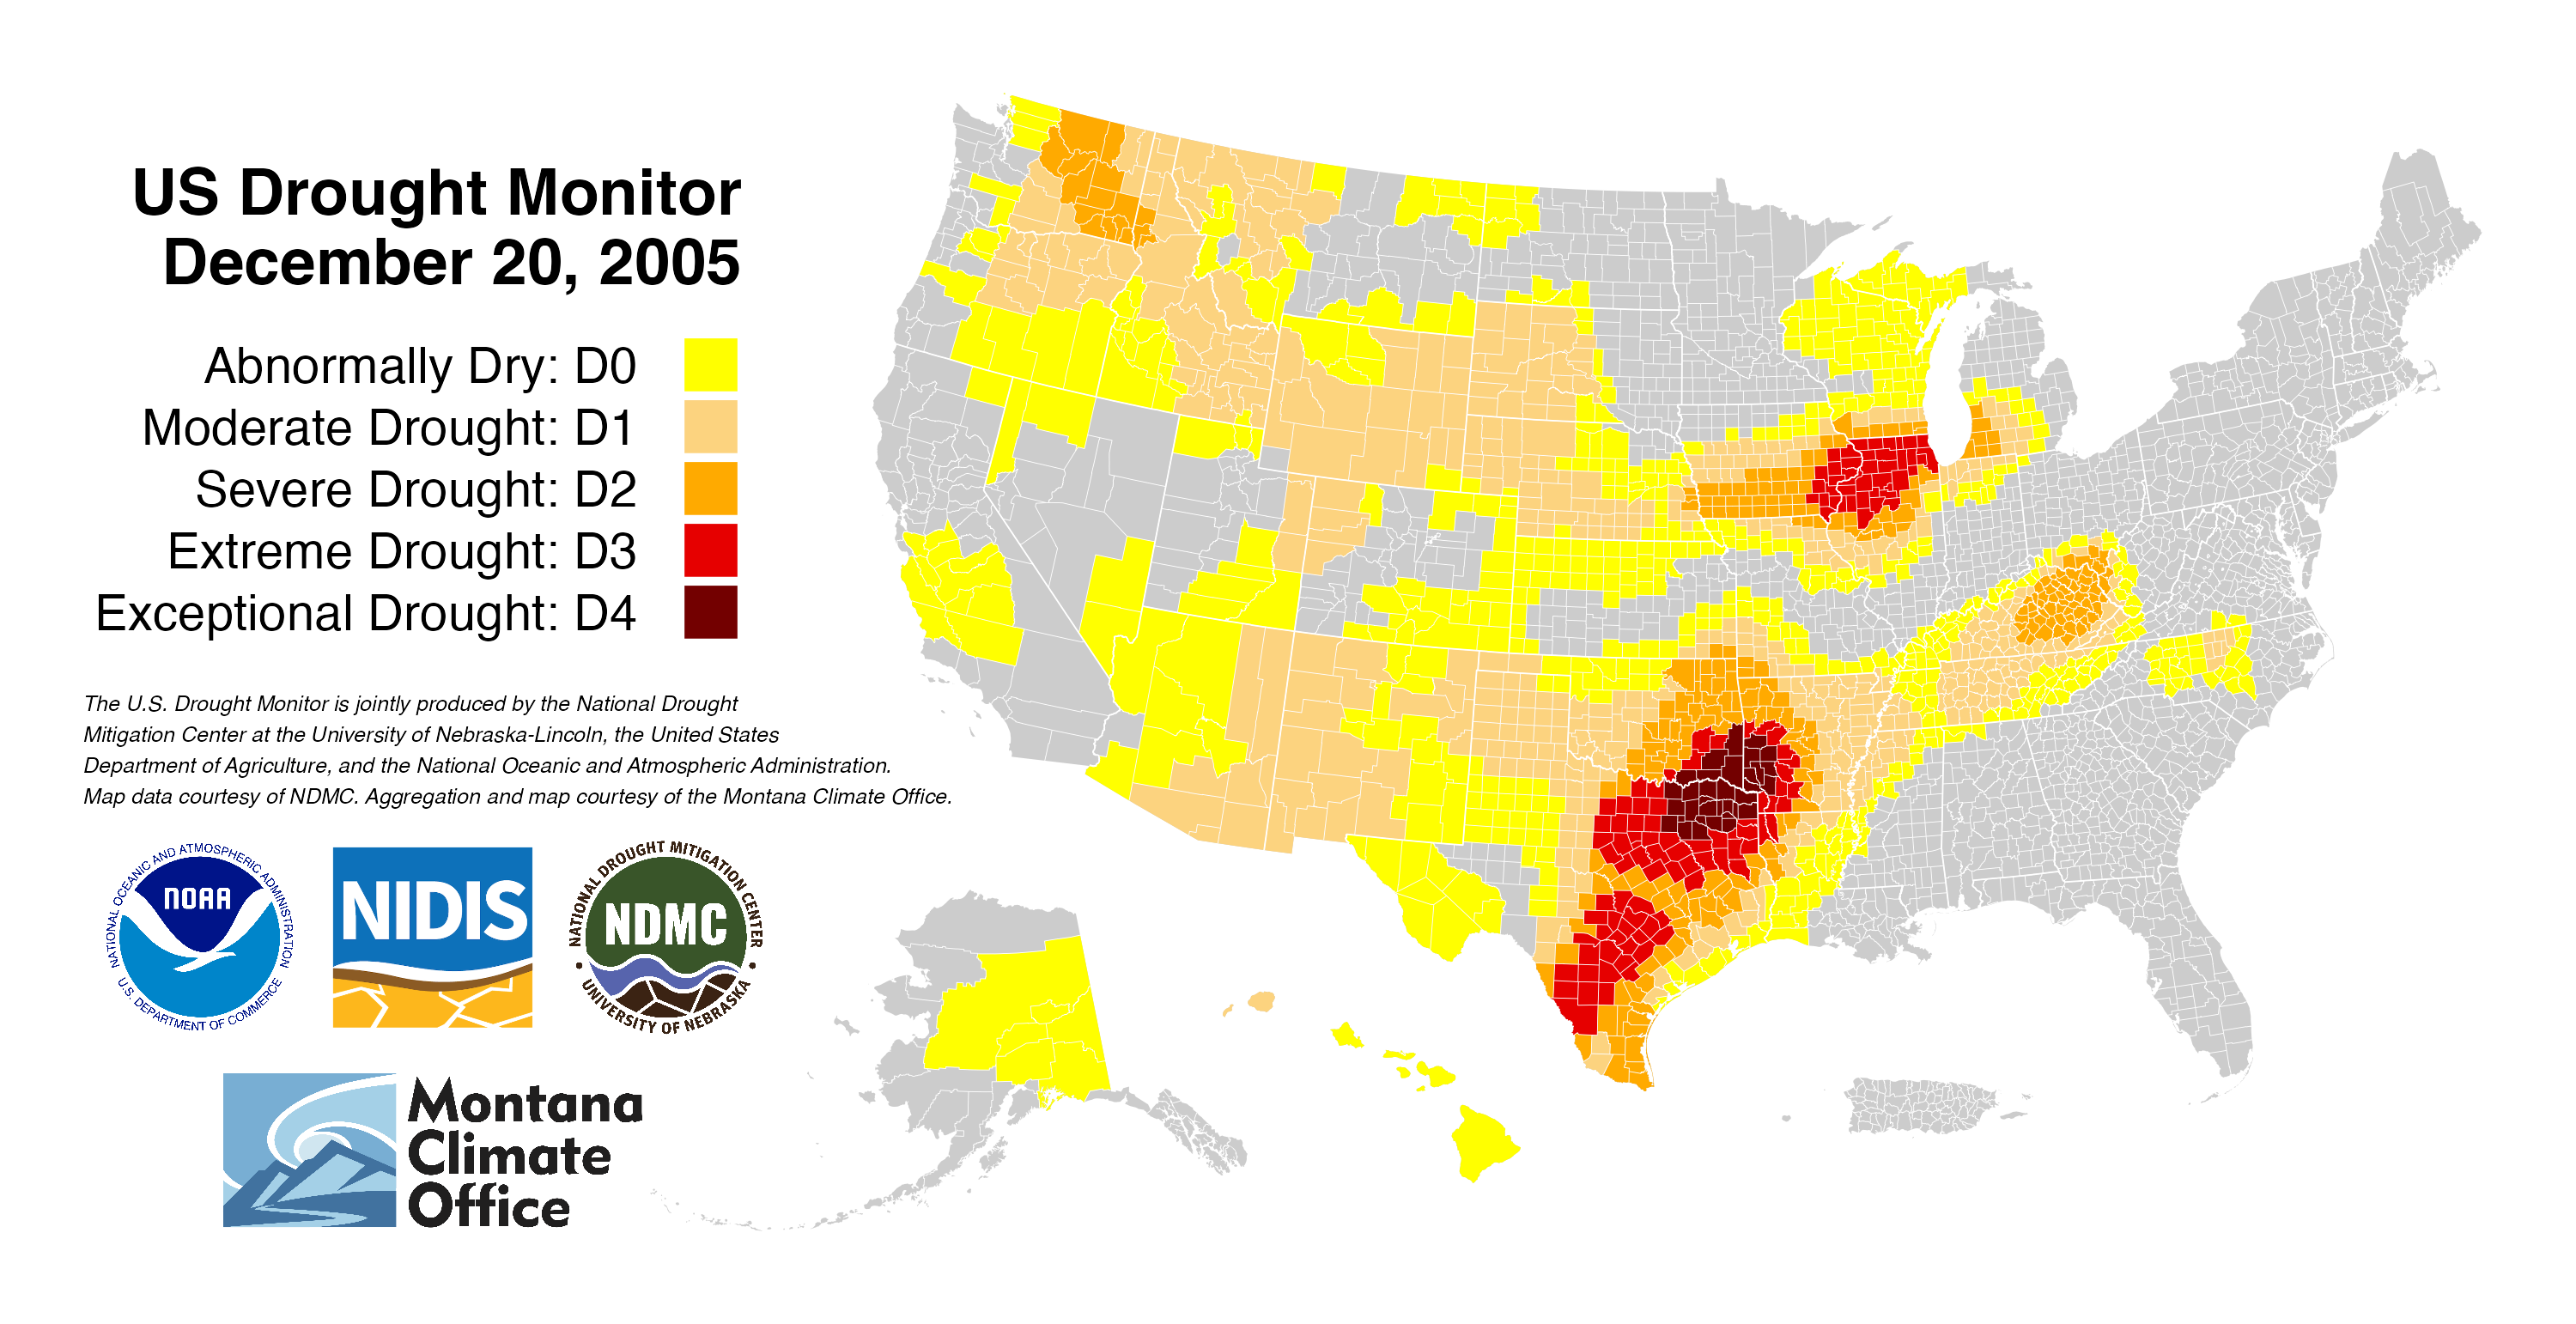 US Drought Monitor
December 20, 2005
Abnormally Dry: D0
Moderate Drought: D1
Severe Drought: D2
Extreme Drought: D3
Exceptional Drought: D4
The U.S. Drought Monitor is jointly produced by the National Drought
Mitigation Center at the University of Nebraska-Lincoln, the United States
Department of Agriculture, and the National Oceanic and Atmospheric Administration.
Map data courtesy of NDMC. Aggregation and map courtesy of the Montana Climate Office.
NATIONAL OCEANIC AND ATMOSPHERIC ADMINISTRATION
NOAA
U.S. DEPARTMENT OF COMMERCE
NIDIS
NATIONAL DROUGHT MITIGATION CENTER
NDMC
UNIVERSITY OF NEBRASKA
Montana
Climate
Office